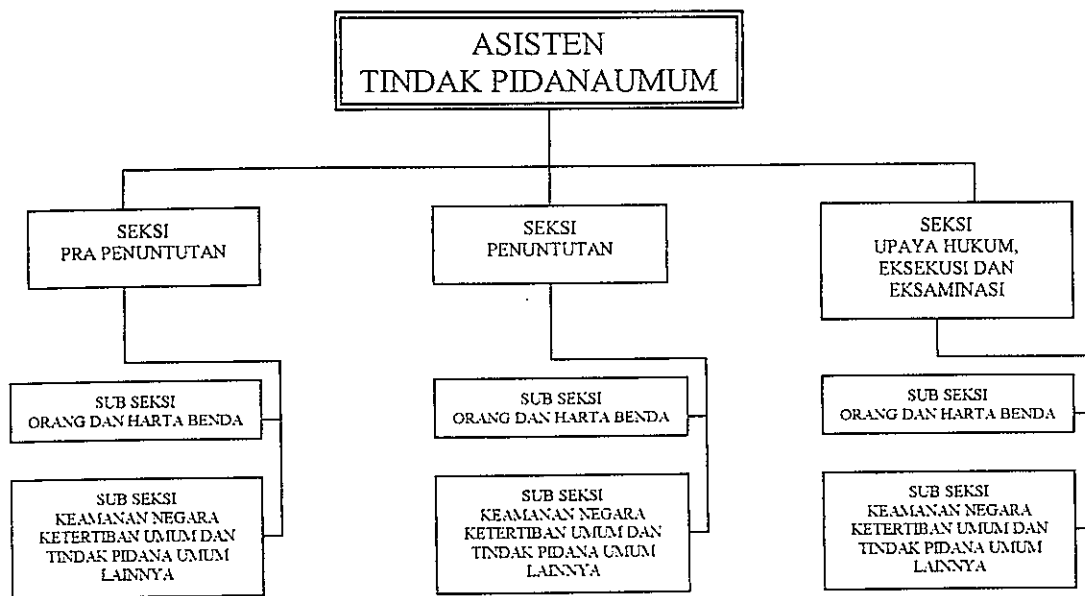 ASISTEN
TINDAK PIDANAUMUM
SEKSI
PRA PENUNTUTAN
SEKSI
PENUNTUTAN
SEKSI
UPAYA HUKUM,
EKSEKUSI DAN
EKSAMINASI
SUB SEKSI
ORANG DAN HARTA BENDA
SUB SEKSI
ORANG DAN HARTA BENDA
SUB SEKSI
ORANG DAN HARTA BENDA
SUB SEKSI
KEAMANAN NEGARA
KETERTIBAN UMUM DAN
TINDAK PIDANA UMUM
LAINNYA
SUB SEKSI
KEAMANAN NEGARA
KETERTIBAN UMUM DAN
TINDAK PIDANA UMUM
LAINNYA
SUB SEKSI
KEAMANAN NEGARA
KETERTIBAN UMUM DAN
TINDAK PIDANA UMUM
LAINNYA